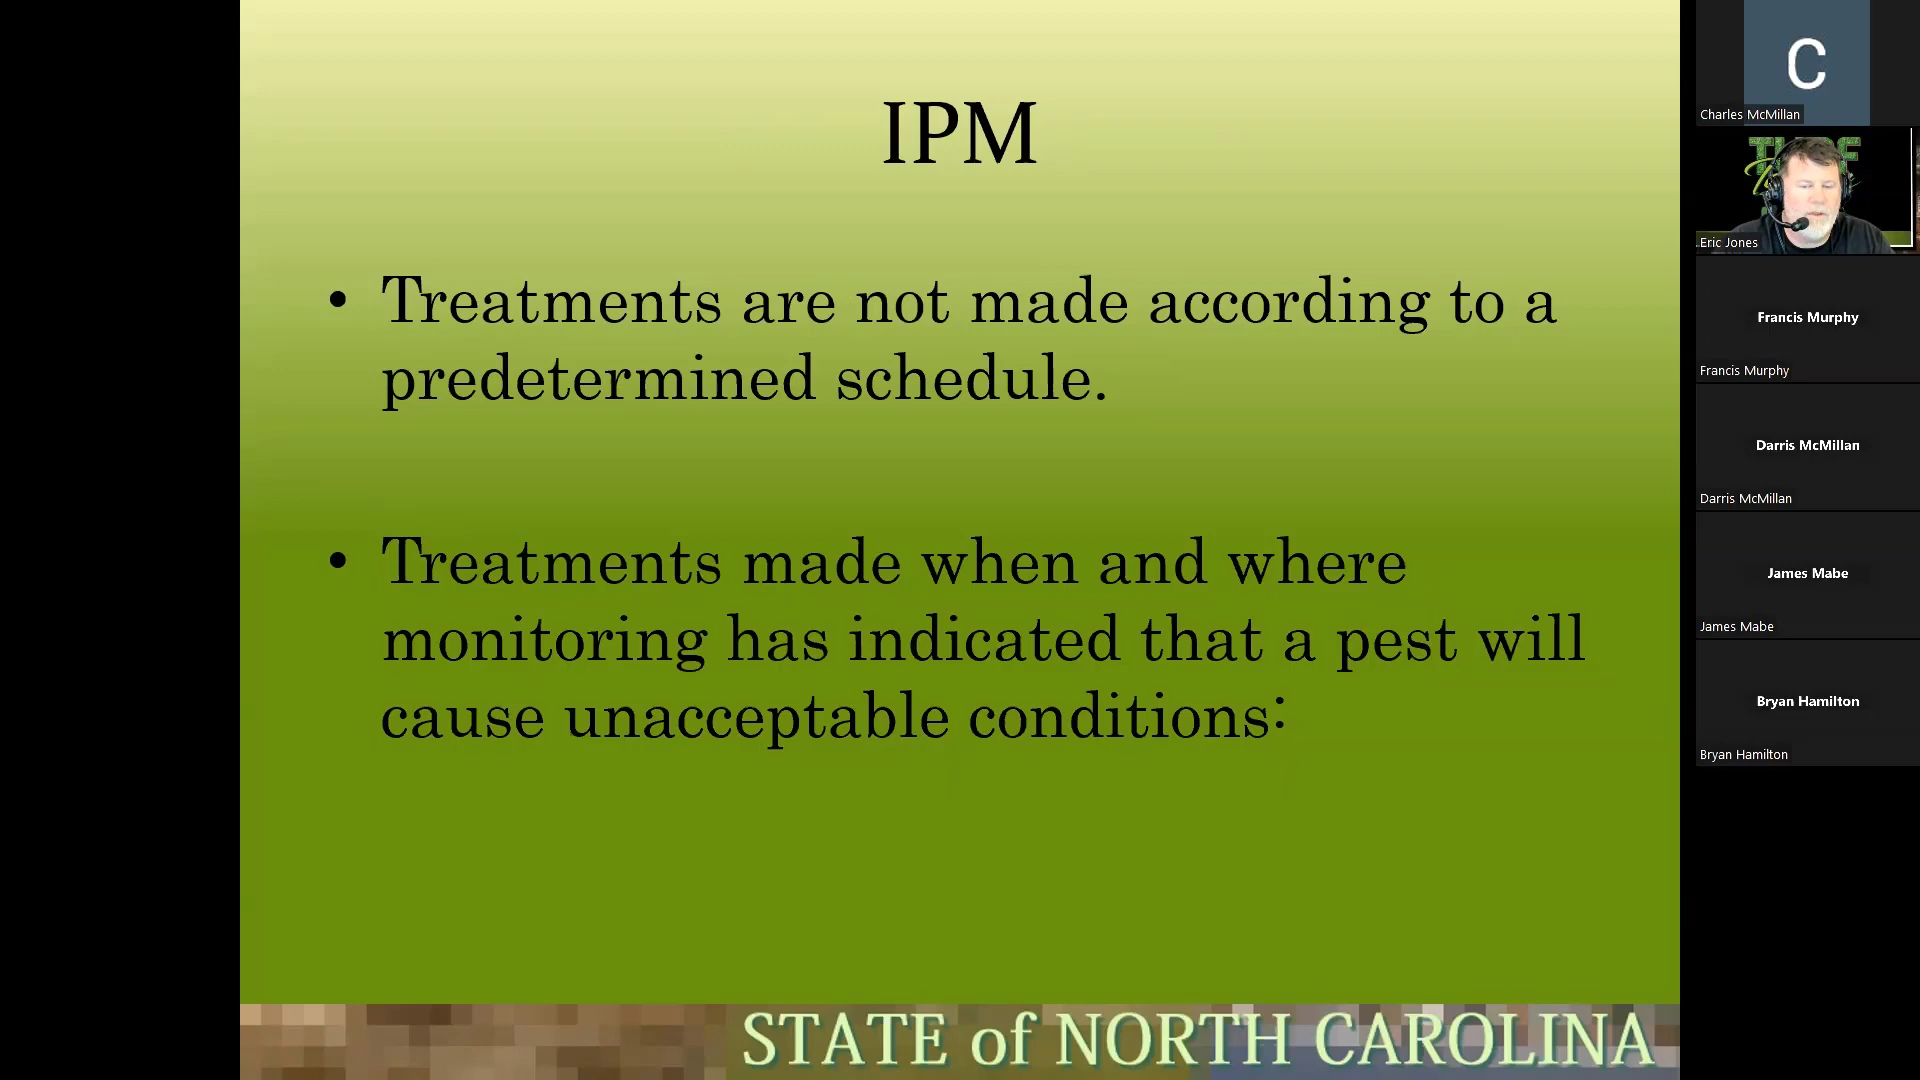 IPM
• Treatments are not made according to a
predetermined schedule.
• Treatments made when and where
monitoring has indicated that a pest will
cause unacceptable conditions:
STATE of NORTH CAROLINA
C
Charles McMillan
Eric Jones
Francis Murphy
Francis Murphy
Darris McMillan
Darris McMillan
James Mabe
James Mabe
Bryan Hamilton
Bryan Hamilton